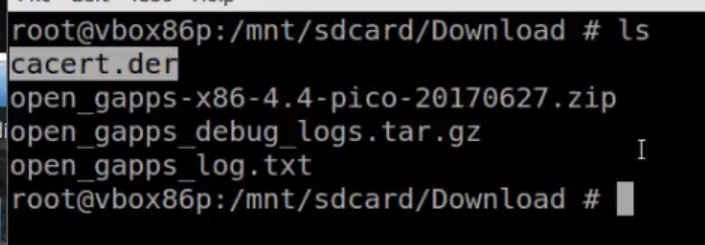 root@vbox86p:/mnt/sdcard/Download # ls
cacert.der
open_gapps-x86-4.4-pico-20170627.zip
open_gapps_debug_logs.tar.gz
open_gapps_log.txt
root@vbox86p:/mnt/sdcard/Download #